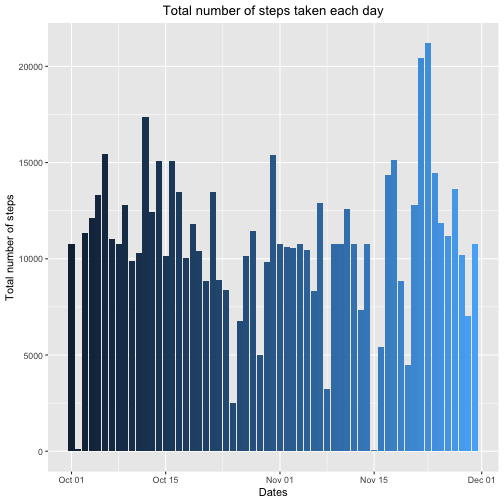 Total number of steps taken each day
Total number of steps
20000
15000
10000
5000
0
Oct 01
Oct 15
Nov 01
Nov 15
Dec 01
Dates